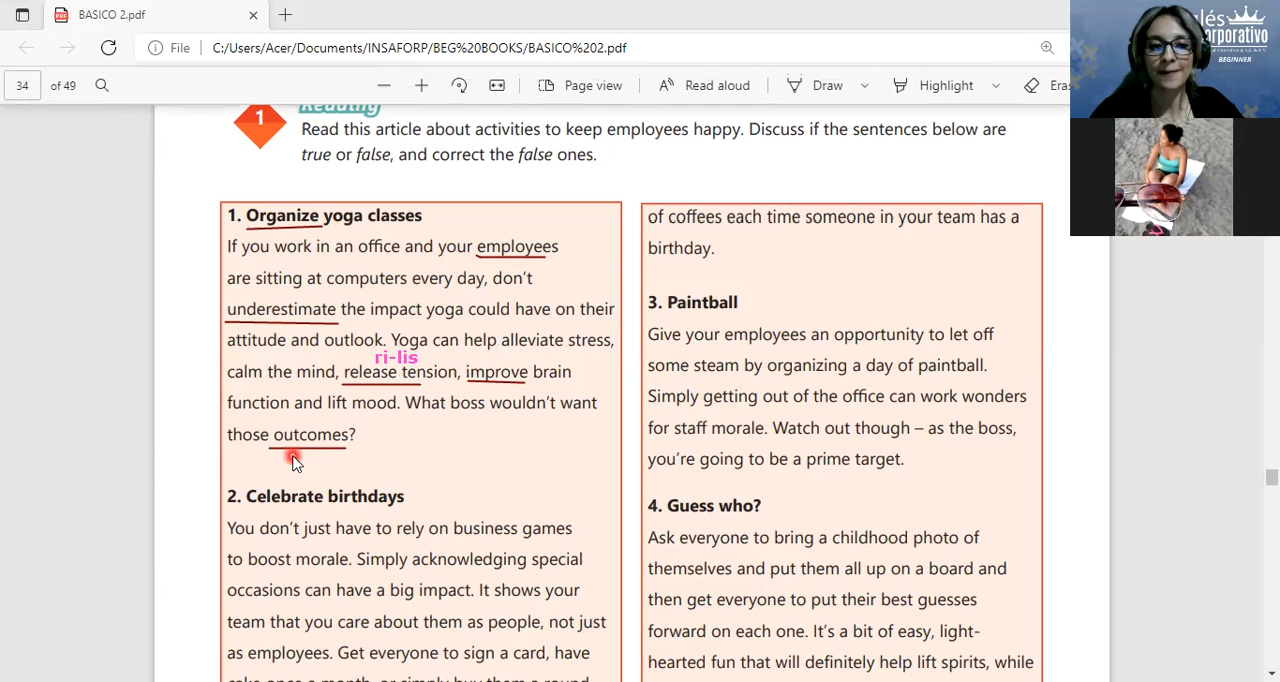 BASICO 2.pdf
File
C:/Users/Acer/Documents/INSAFORP/BEG%20BOOKS/BASICO%202.pdf
34 of 49
Page view
Read aloud
Draw
Highlight
Reading
1
Read this article about activities to keep employees happy. Discuss if the sentences below are
true or false, and correct the false ones.
1. Organize yoga classes
If you work in an office and your employees
are sitting at computers every day, don't
underestimate the impact yoga could have on their
attitude and outlook. Yoga can help alleviate stress,
ri-lis
calm the mind, release tension, improve brain
function and lift mood. What boss wouldn't want
those outcomes?
2. Celebrate birthdays
You don't just have to rely on business games
to boost morale. Simply acknowledging special
occasions can have a big impact. It shows your
team that you care about them as people, not just
as employees. Get everyone to sign a card, have
cake once a month, or simply buy them a round
of coffees each time someone in your team has a
birthday.
3. Paintball
Give your employees an opportunity to let off
some steam by organizing a day of paintball.
Simply getting out of the office can work wonders
for staff morale. Watch out though – as the boss,
you're going to be a prime target.
4. Guess who?
Ask everyone to bring a childhood photo of
themselves and put them all up on a board and
then get everyone to put their best guesses
forward on each one. It's a bit of easy, light-
hearted fun that will definitely help lift spirits, while
BEGINNER